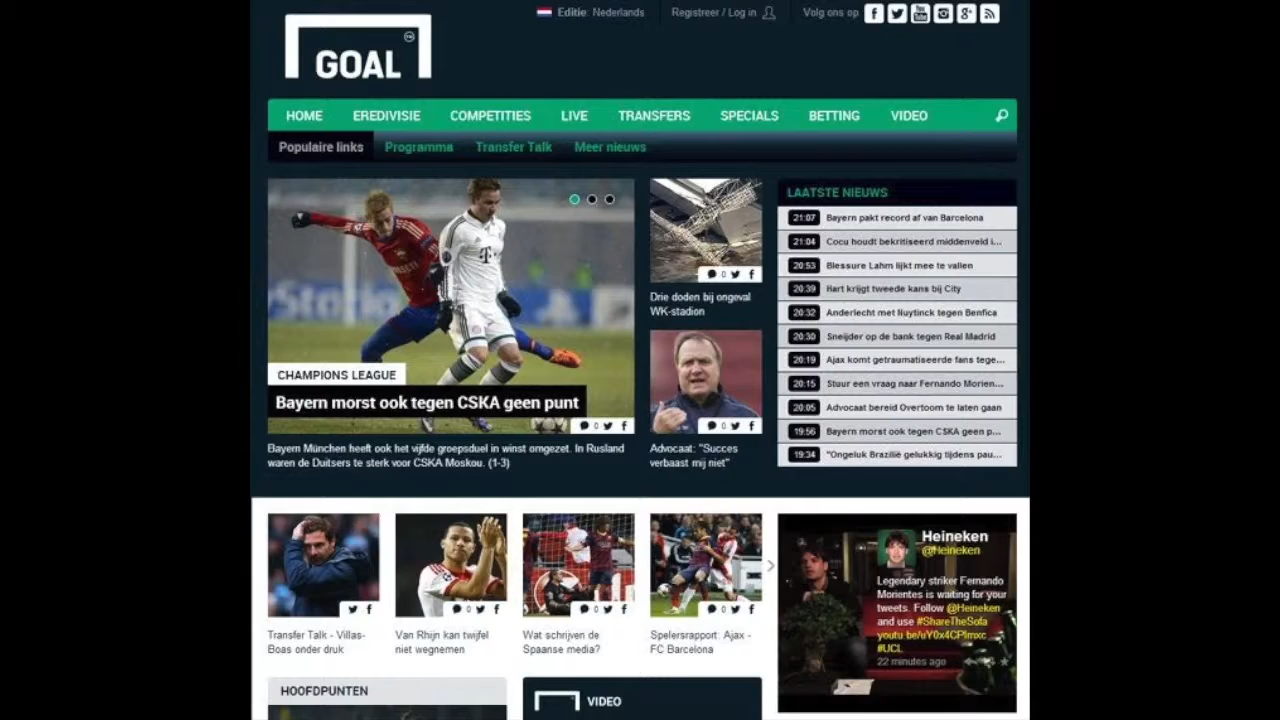 Editie: Nederlands
Registreer / Log in
Volg ons op
GOAL
HOME EREDIVISIE COMPETITIES LIVE TRANSFERS SPECIALS BETTING VIDEO
Populaire links Programma Transfer Talk Meer nieuws
CHAMPIONS LEAGUE
Bayern morst ook tegen CSKA geen punt
0
Bayern München heeft ook het vijfde groepsduel in winst omgezet. In Rusland
waren de Duitsers te sterk voor CSKA Moskou. (1-3)
0
Drie doden bij ongeval
WK-stadion
0
Advocaat: "Succes
verbaast mij niet"
LAATSTE NIEUWS
21:07 Bayern pakt record af van Barcelona
21:04 Cocu houdt bekritiseerd middenveld i...
20:53 Blessure Lahm lijkt mee te vallen
20:39 Hart krijgt tweede kans bij City
20:32 Anderlecht met Nuytinck tegen Benfica
20:30 Sneijder op de bank tegen Real Madrid
20:19 Ajax komt getraumatiseerde fans tege...
20:15 Stuur een vraag naar Fernando Morien...
20:05 Advocaat bereid Overtoom te laten gaan
19:56 Bayern morst ook tegen CSKA geen p...
19:34 "Ongeluk Brazilië gelukkig tijdens pau...
Transfer Talk - Villas-
Boas onder druk
0
Van Rhijn kan twijfel
niet wegnemen
0
Wat schrijven de
Spaanse media?
0
Spelersrapport: Ajax -
FC Barcelona
Heineken
@Heineken
Legendary striker Fernando
Morientes is waiting for your
tweets. Follow @Heineken
and use #ShareTheSofa
youtu.be/uY0x4CPlmxc
#UCL
22 minutes ago
HOOFDPUNTEN
VIDEO